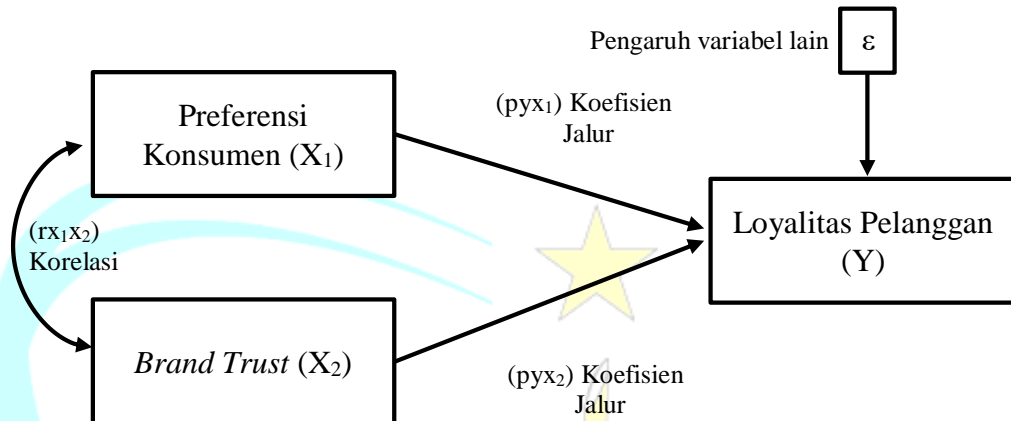 Pengaruh variabel lain
ε
Preferensi
Konsumen (X₁)
(pyx₁) Koefisien
Jalur
(rx₁x₂)
Korelasi
Loyalitas Pelanggan
(Y)
Brand Trust (X₂)
(pyx₂) Koefisien
Jalur